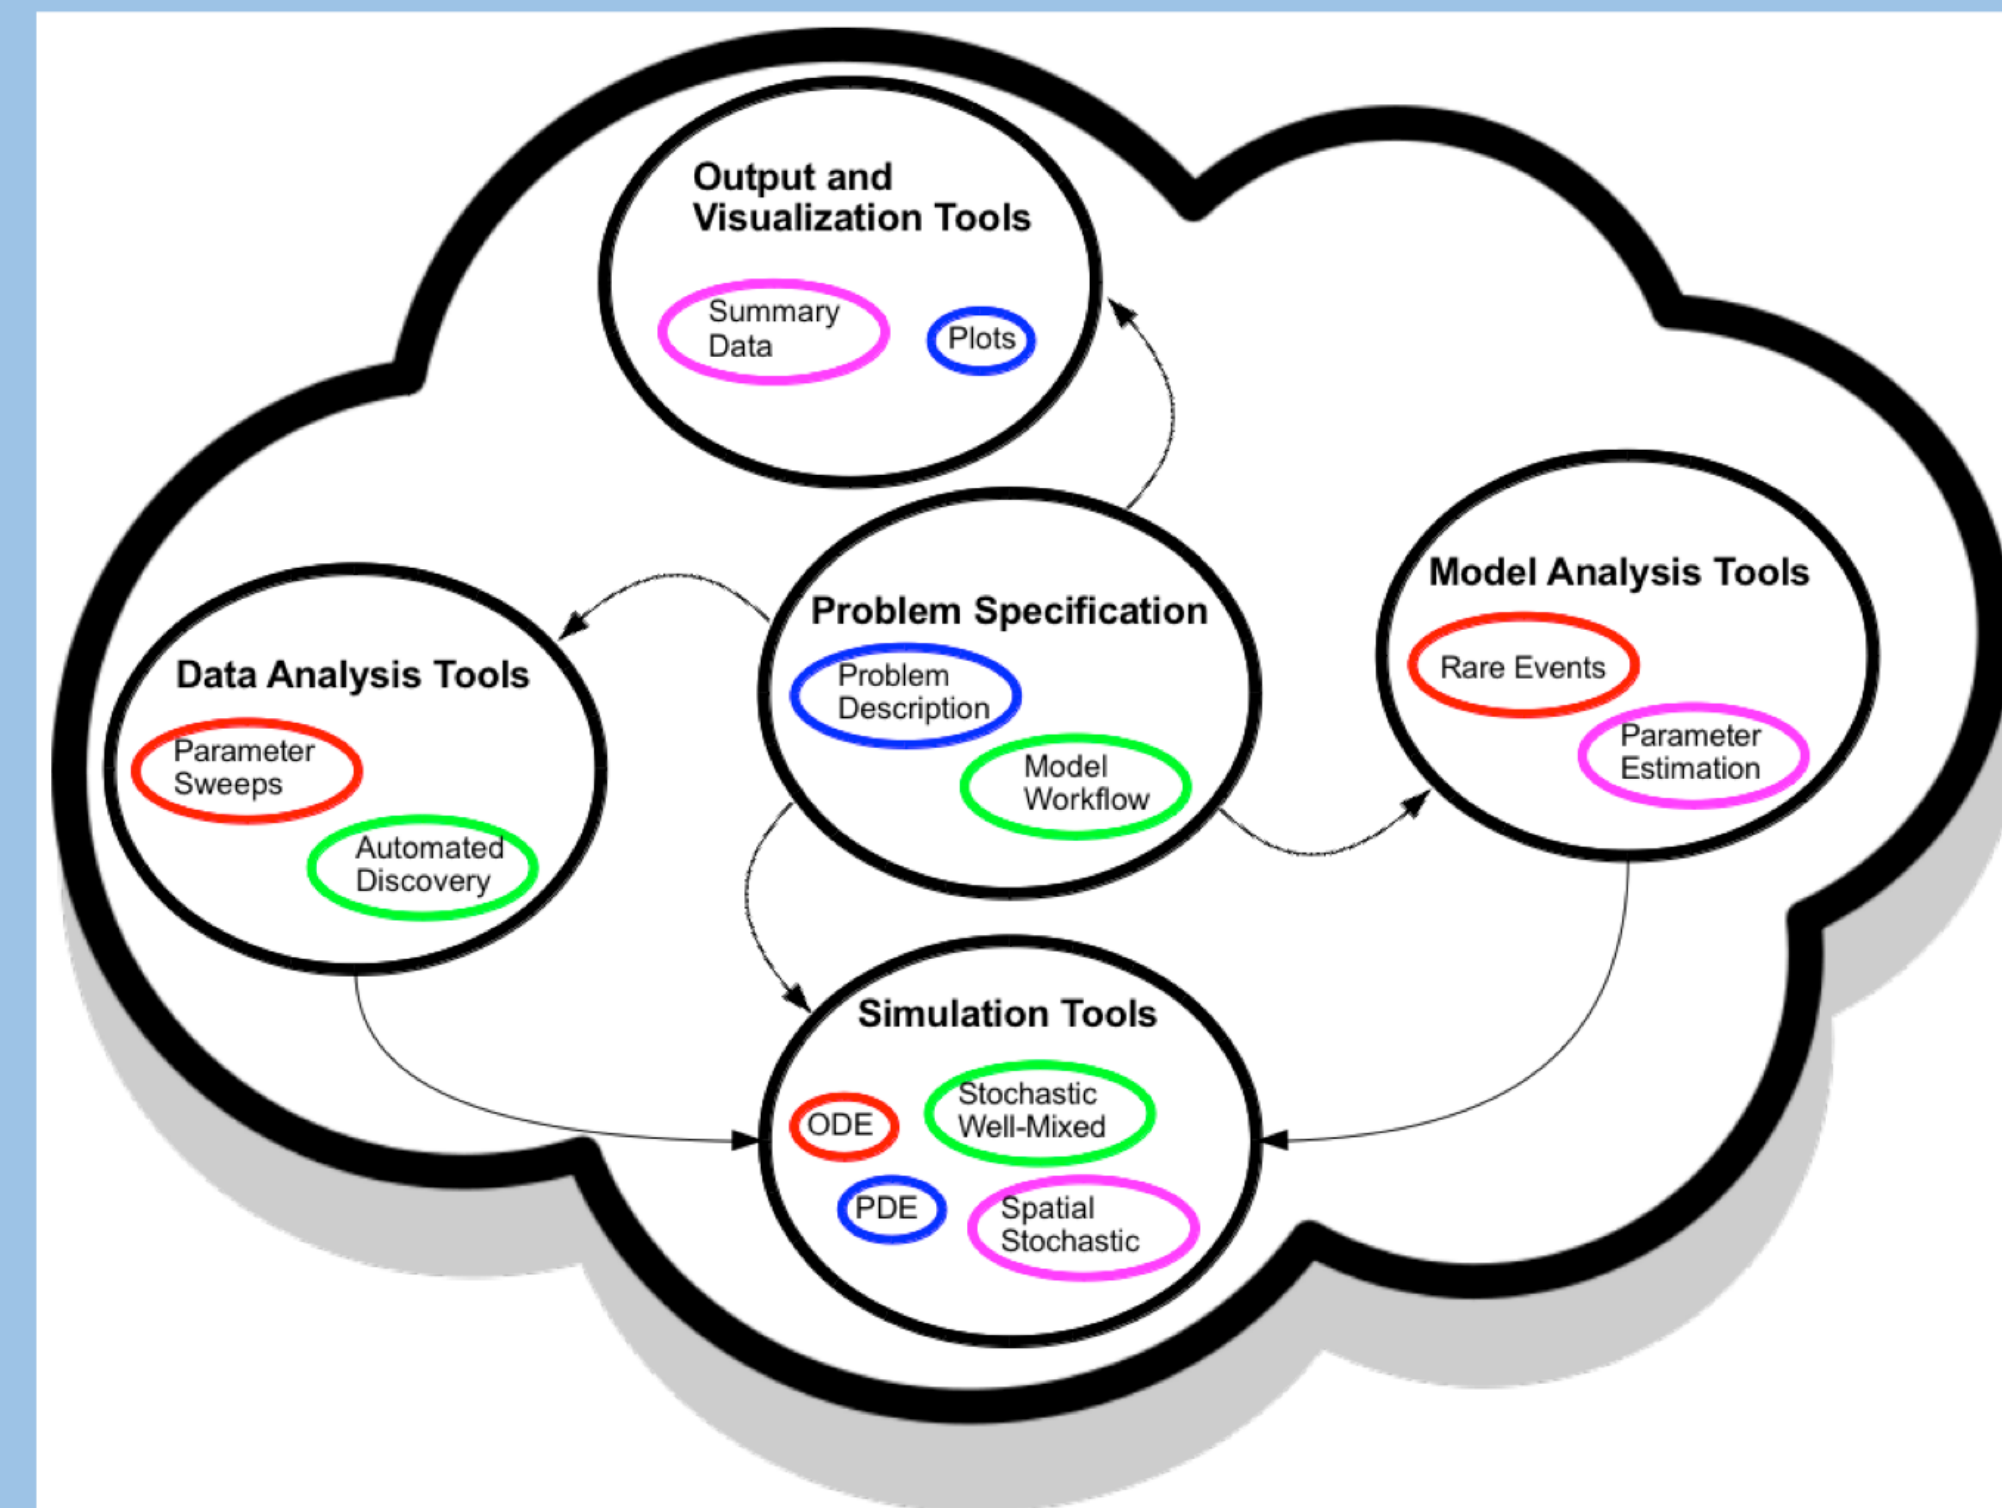 Output and
Visualization Tools
Summary
Data
Plots
Problem Specification
Problem
Description
Model
Workflow
Model Analysis Tools
Rare Events
Parameter
Estimation
Data Analysis Tools
Parameter
Sweeps
Automated
Discovery
Simulation Tools
ODE
Stochastic
Well-Mixed
PDE
Spatial
Stochastic